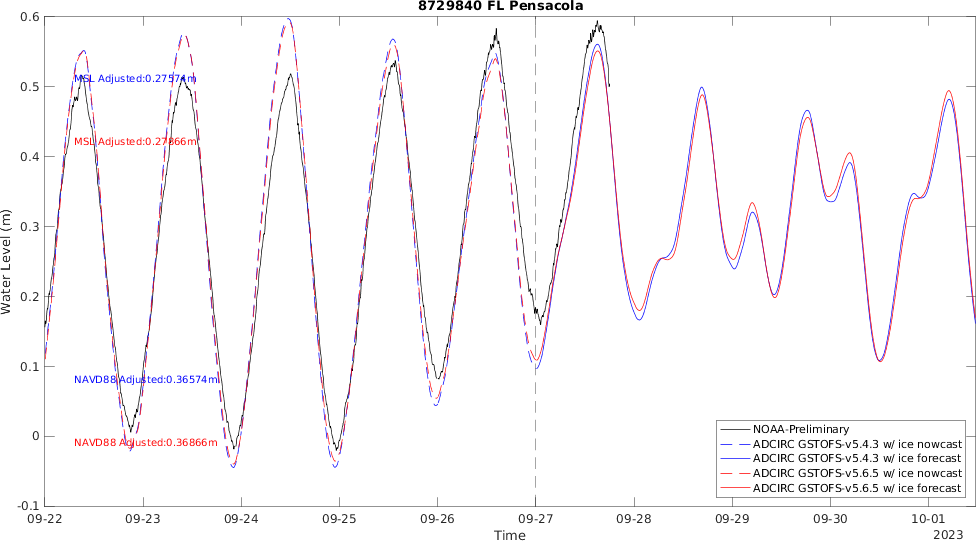 8729840 FL Pensacola
0.6
0.5
0.4
0.3
0.2
0.1
0
-0.1
Water Level (m)
MSL Adjusted:0.27574m
MSL Adjusted:0.27866m
NAVD88 Adjusted:0.36574m
NAVD88 Adjusted:0.36866m
NOAA-Preliminary
ADCIRC GSTOFS-v5.4.3 w/ ice nowcast
ADCIRC GSTOFS-v5.4.3 w/ ice forecast
ADCIRC GSTOFS-v5.6.5 w/ ice nowcast
ADCIRC GSTOFS-v5.6.5 w/ ice forecast
09-22 09-23 09-24 09-25 09-26 09-27 09-28 09-29 09-30 10-01
Time
2023